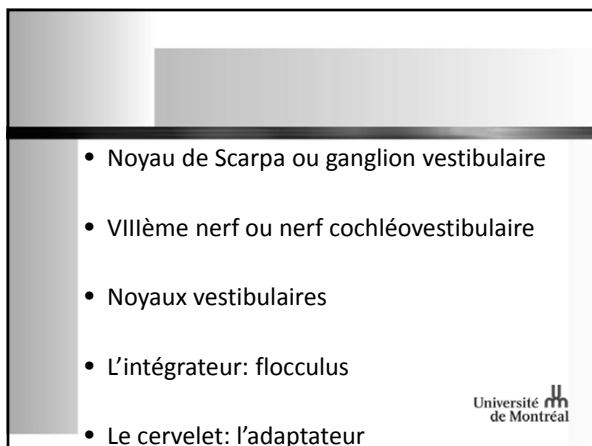 • Noyau de Scarpa ou ganglion vestibulaire
• VIIIème nerf ou nerf cochléovestibulaire
• Noyaux vestibulaires
• L’intégrateur: flocculus
• Le cervelet: l’adaptateur
Université
de Montréal